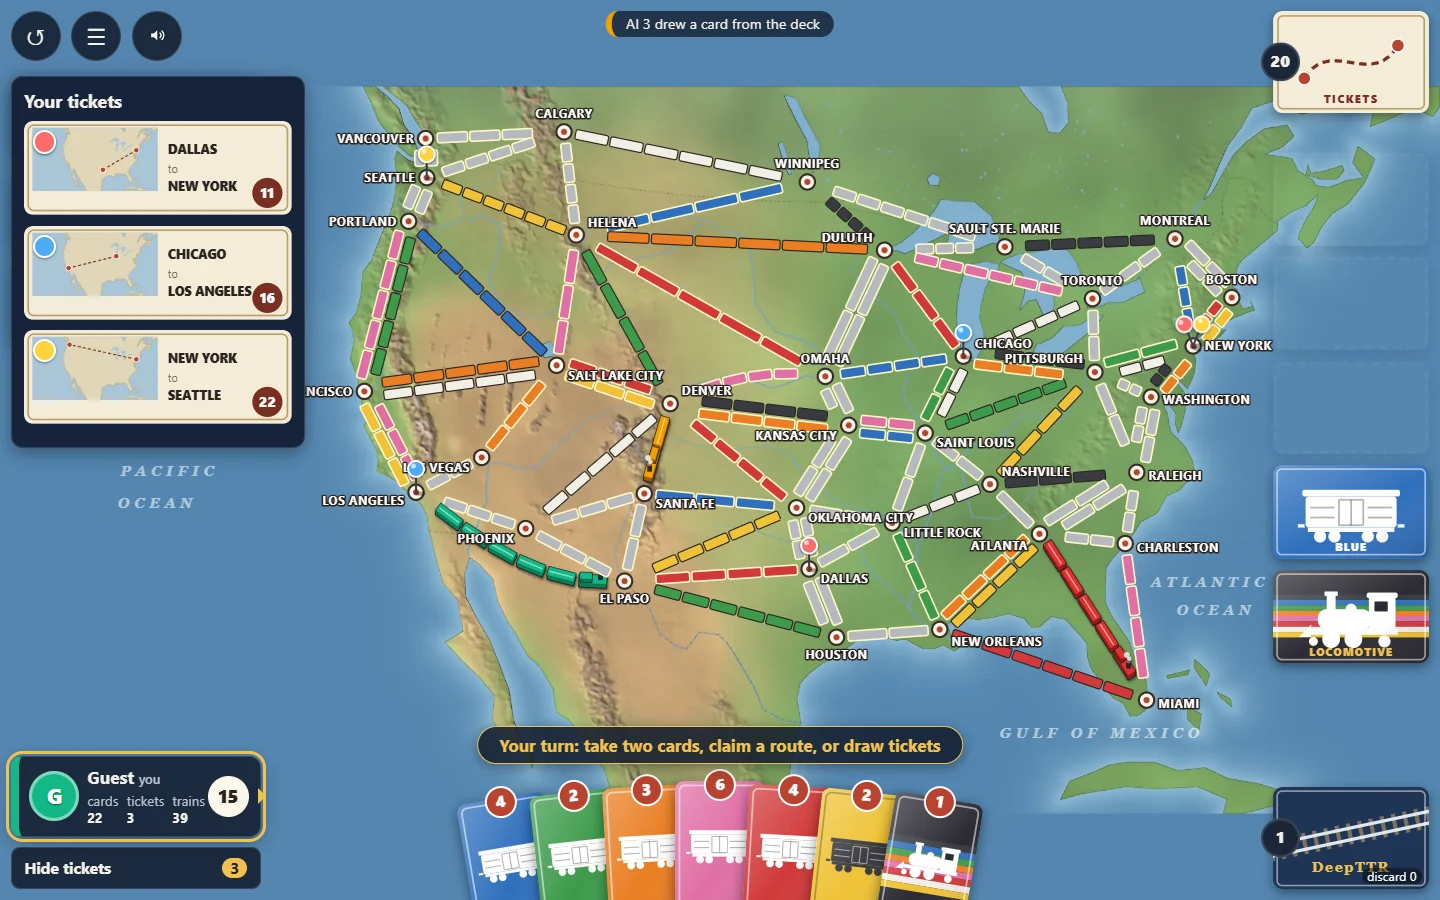 AI 3 drew a card from the deck
20
TICKETS
Your tickets
DALLAS
to
NEW YORK
11
CHICAGO
to
LOS ANGELES
16
NEW YORK
to
SEATTLE
22
CALGARY
VANCOUVER
WINNIPEG
SEATTLE
PORTLAND
HELENA
DULUTH
SAULT STE. MARIE
MONTREAL
TORONTO
BOSTON
CHICAGO
NEW YORK
OMAHA
PITTSBURGH
SALT LAKE CITY
NCISCO
DENVER
WASHINGTON
KANSAS CITY
SAINT LOUIS
VEGAS
NASHVILLE
RALEIGH
LOS ANGELES
SANTA FE
OKLAHOMA CITY
LITTLE ROCK
PHOENIX
ATLANTA
CHARLESTON
DALLAS
EL PASO
NEW ORLEANS
HOUSTON
MIAMI
PACIFIC
OCEAN
ATLANTIC
OCEAN
GULF OF MEXICO
BLUE
LOCOMOTIVE
Your turn: take two cards, claim a route, or draw tickets
G
Guest you
cards tickets trains
22 3 39
15
Hide tickets
3
4
2
3
6
4
2
1
1
DeepTTR
discard 0